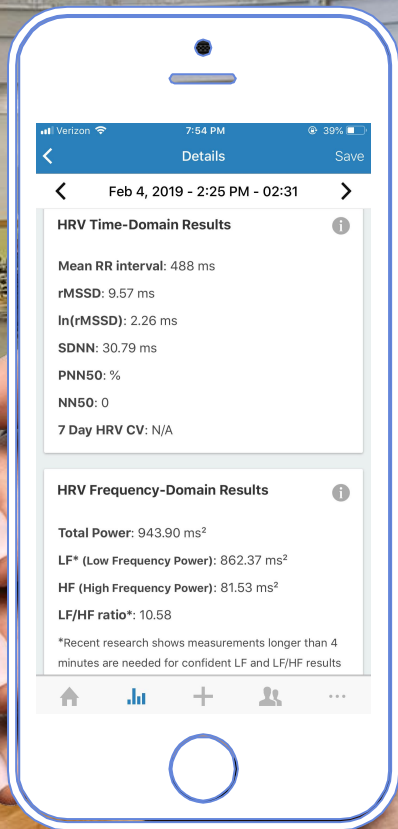 Verizon 7:54 PM 39%
Details Save
Feb 4, 2019 - 2:25 PM - 02:31
HRV Time-Domain Results
Mean RR interval: 488 ms
rMSSD: 9.57 ms
ln(rMSSD): 2.26 ms
SDNN: 30.79 ms
PNN50: %
NN50: 0
7 Day HRV CV: N/A
HRV Frequency-Domain Results
Total Power: 943.90 ms²
LF* (Low Frequency Power): 862.37 ms²
HF (High Frequency Power): 81.53 ms²
LF/HF ratio*: 10.58
*Recent research shows measurements longer than 4
minutes are needed for confident LF and LF/HF results